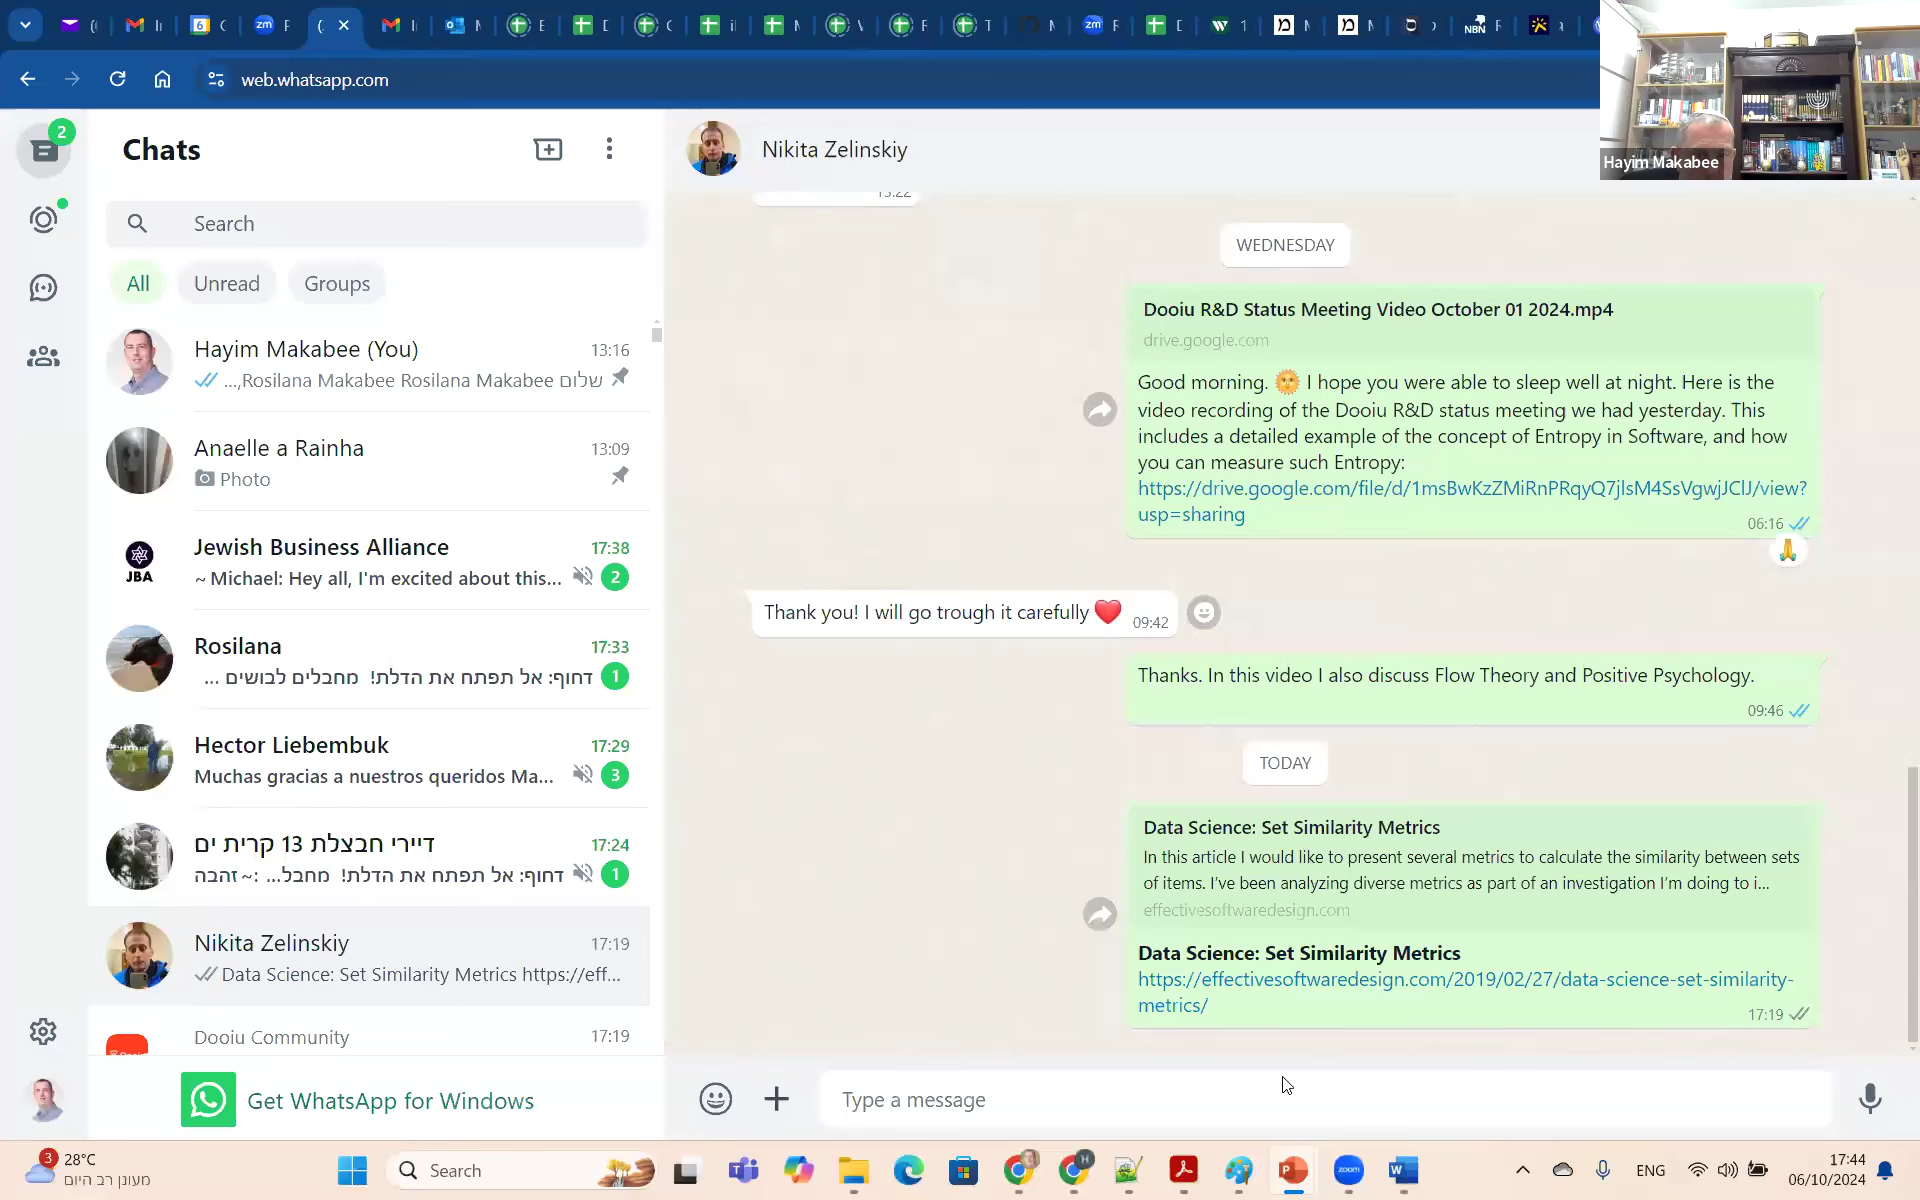 web.whatsapp.com
Hayim Makabee
2
Chats
Search
All
Unread
Groups
Hayim Makabee (You)
13:16
שלום Rosilana Makabee Rosilana Makabee,...
Anaelle a Rainha
13:09
Photo
JBA
Jewish Business Alliance
17:38
~ Michael: Hey all, I'm excited about this...
2
Rosilana
17:33
דחוף: אל תפתח את הדלת! מחבלים לבושים ...
1
Hector Liebembuk
17:29
Muchas gracias a nuestros queridos Ma...
3
דיירי חבצלת 13 קרית ים
17:24
זהבה ~: דחוף: אל תפתח את הדלת! מחבל...
1
Nikita Zelinskiy
17:19
Data Science: Set Similarity Metrics https://eff...
Dooiu Community
17:19
Get WhatsApp for Windows
Nikita Zelinskiy
WEDNESDAY
Dooiu R&D Status Meeting Video October 01 2024.mp4
drive.google.com
Good morning. 🌞 I hope you were able to sleep well at night. Here is the
video recording of the Dooiu R&D status meeting we had yesterday. This
includes a detailed example of the concept of Entropy in Software, and how
you can measure such Entropy:
https://drive.google.com/file/d/1msBwKzZMiRnPRqyQ7jlsM4SsVgwjJClJ/view?
usp=sharing
06:16
Thank you! I will go trough it carefully ❤️
09:42
Thanks. In this video I also discuss Flow Theory and Positive Psychology.
09:46
TODAY
Data Science: Set Similarity Metrics
In this article I would like to present several metrics to calculate the similarity between sets
of items. I've been analyzing diverse metrics as part of an investigation I'm doing to i...
effectivesoftwaredesign.com
Data Science: Set Similarity Metrics
https://effectivesoftwaredesign.com/2019/02/27/data-science-set-similarity-
metrics/
17:19
Type a message
3
28°C
מעונן רב היום
Search
ENG
17:44
06/10/2024